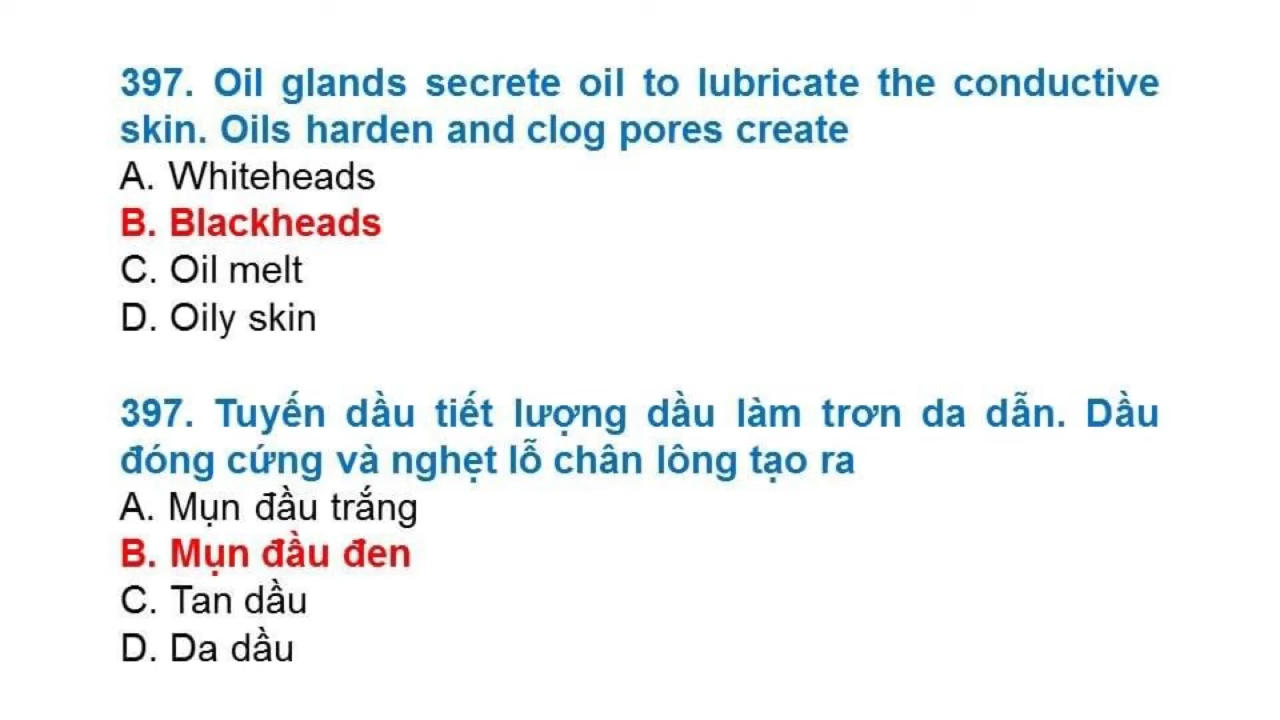 397. Oil glands secrete oil to lubricate the conductive
skin. Oils harden and clog pores create
A. Whiteheads
B. Blackheads
C. Oil melt
D. Oily skin
397. Tuyến dầu tiết lượng dầu làm trơn da dẫn. Dầu
đóng cứng và nghẹt lỗ chân lông tạo ra
A. Mụn đầu trắng
B. Mụn đầu đen
C. Tan dầu
D. Da dầu